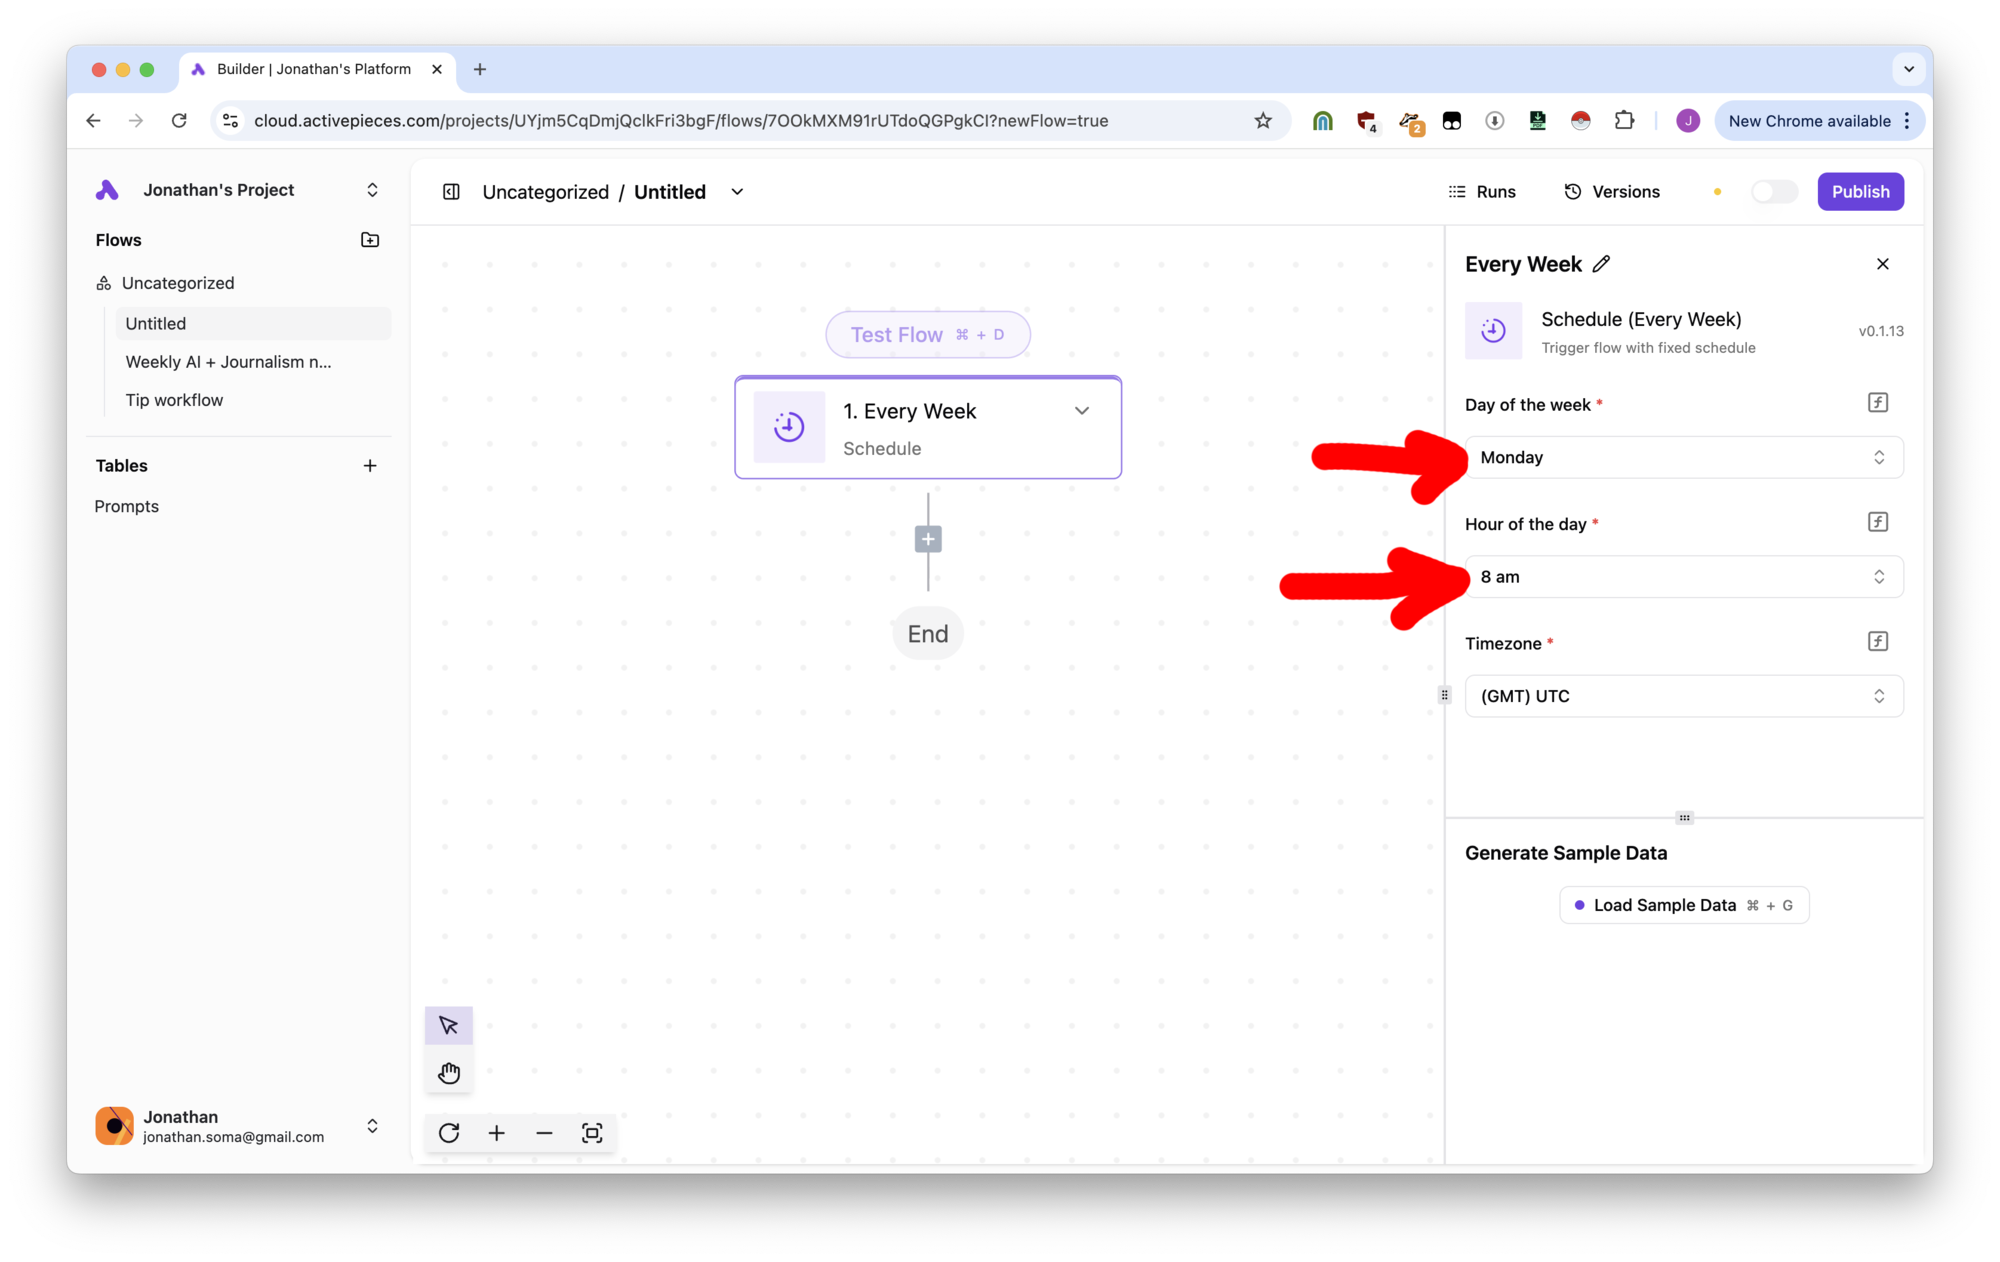 Builder | Jonathan's Platform
cloud.activepieces.com/projects/UYjm5CqDmjQclkFri3bgF/flows/7OOkMXM91rUTdoQGPgkCI?newFlow=true
4
2
J
New Chrome available
Jonathan's Project
Uncategorized / Untitled
Runs
Versions
Publish
Flows
Uncategorized
Untitled
Weekly AI + Journalism n...
Tip workflow
Tables
Prompts
Test Flow ⌘ + D
1. Every Week
Schedule
End
Every Week
Schedule (Every Week)
Trigger flow with fixed schedule
v0.1.13
Day of the week *
Monday
Hour of the day *
8 am
Timezone *
(GMT) UTC
Generate Sample Data
Load Sample Data ⌘ + G
Jonathan
jonathan.soma@gmail.com